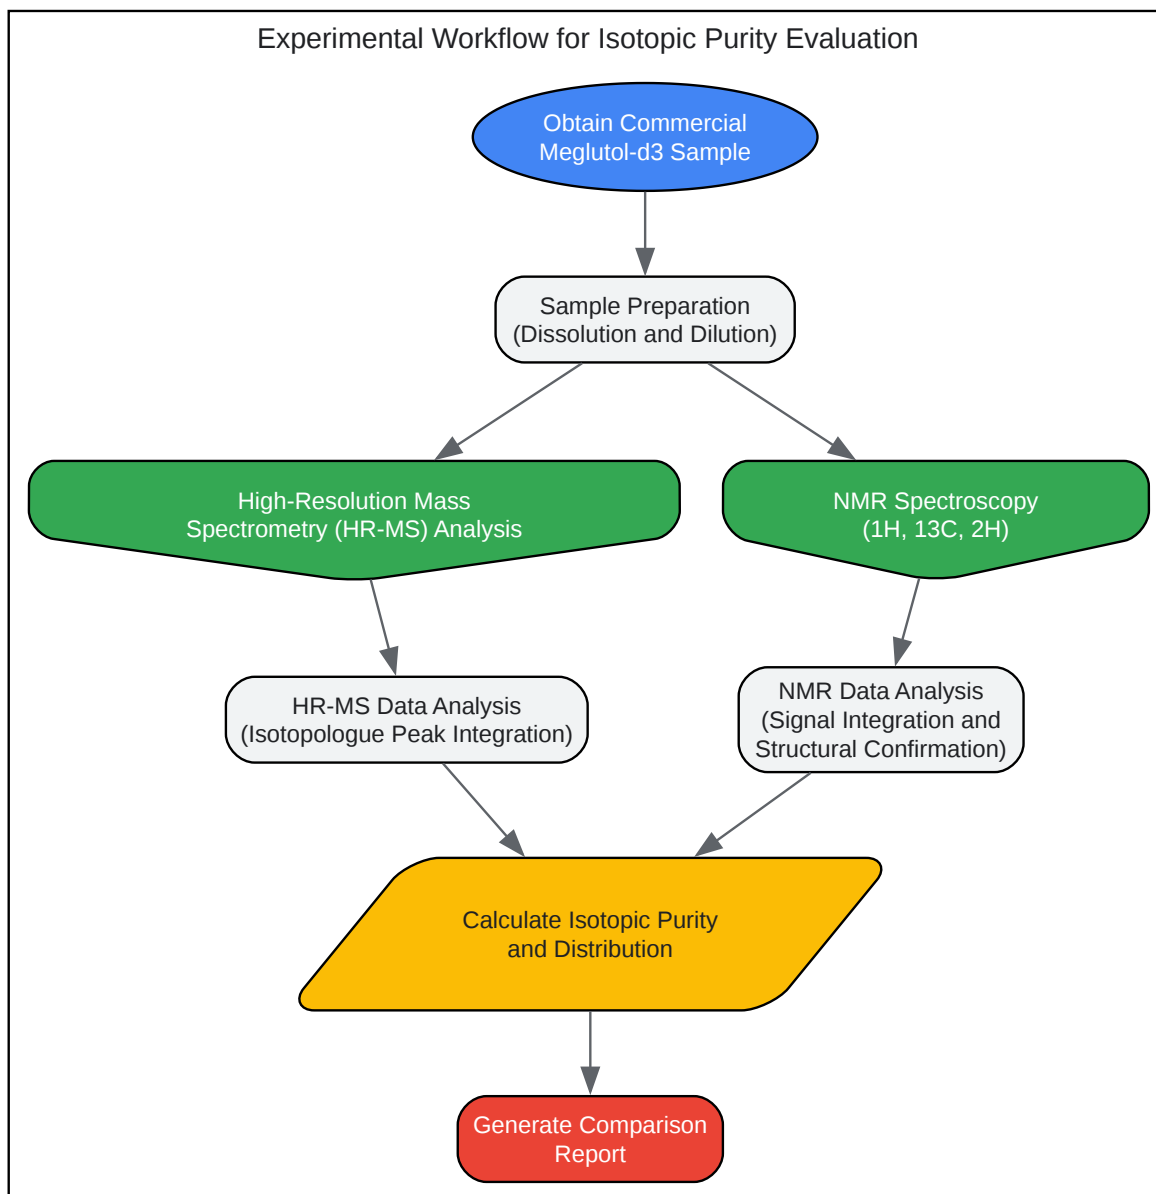 Experimental Workflow for Isotopic Purity Evaluation
Obtain Commercial
Meglutol-d3 Sample
Sample Preparation
(Dissolution and Dilution)
High-Resolution Mass
Spectrometry (HR-MS) Analysis
NMR Spectroscopy
(1H, 13C, 2H)
HR-MS Data Analysis
(Isotopologue Peak Integration)
NMR Data Analysis
(Signal Integration and
Structural Confirmation)
Calculate Isotopic Purity
and Distribution
Generate Comparison
Report